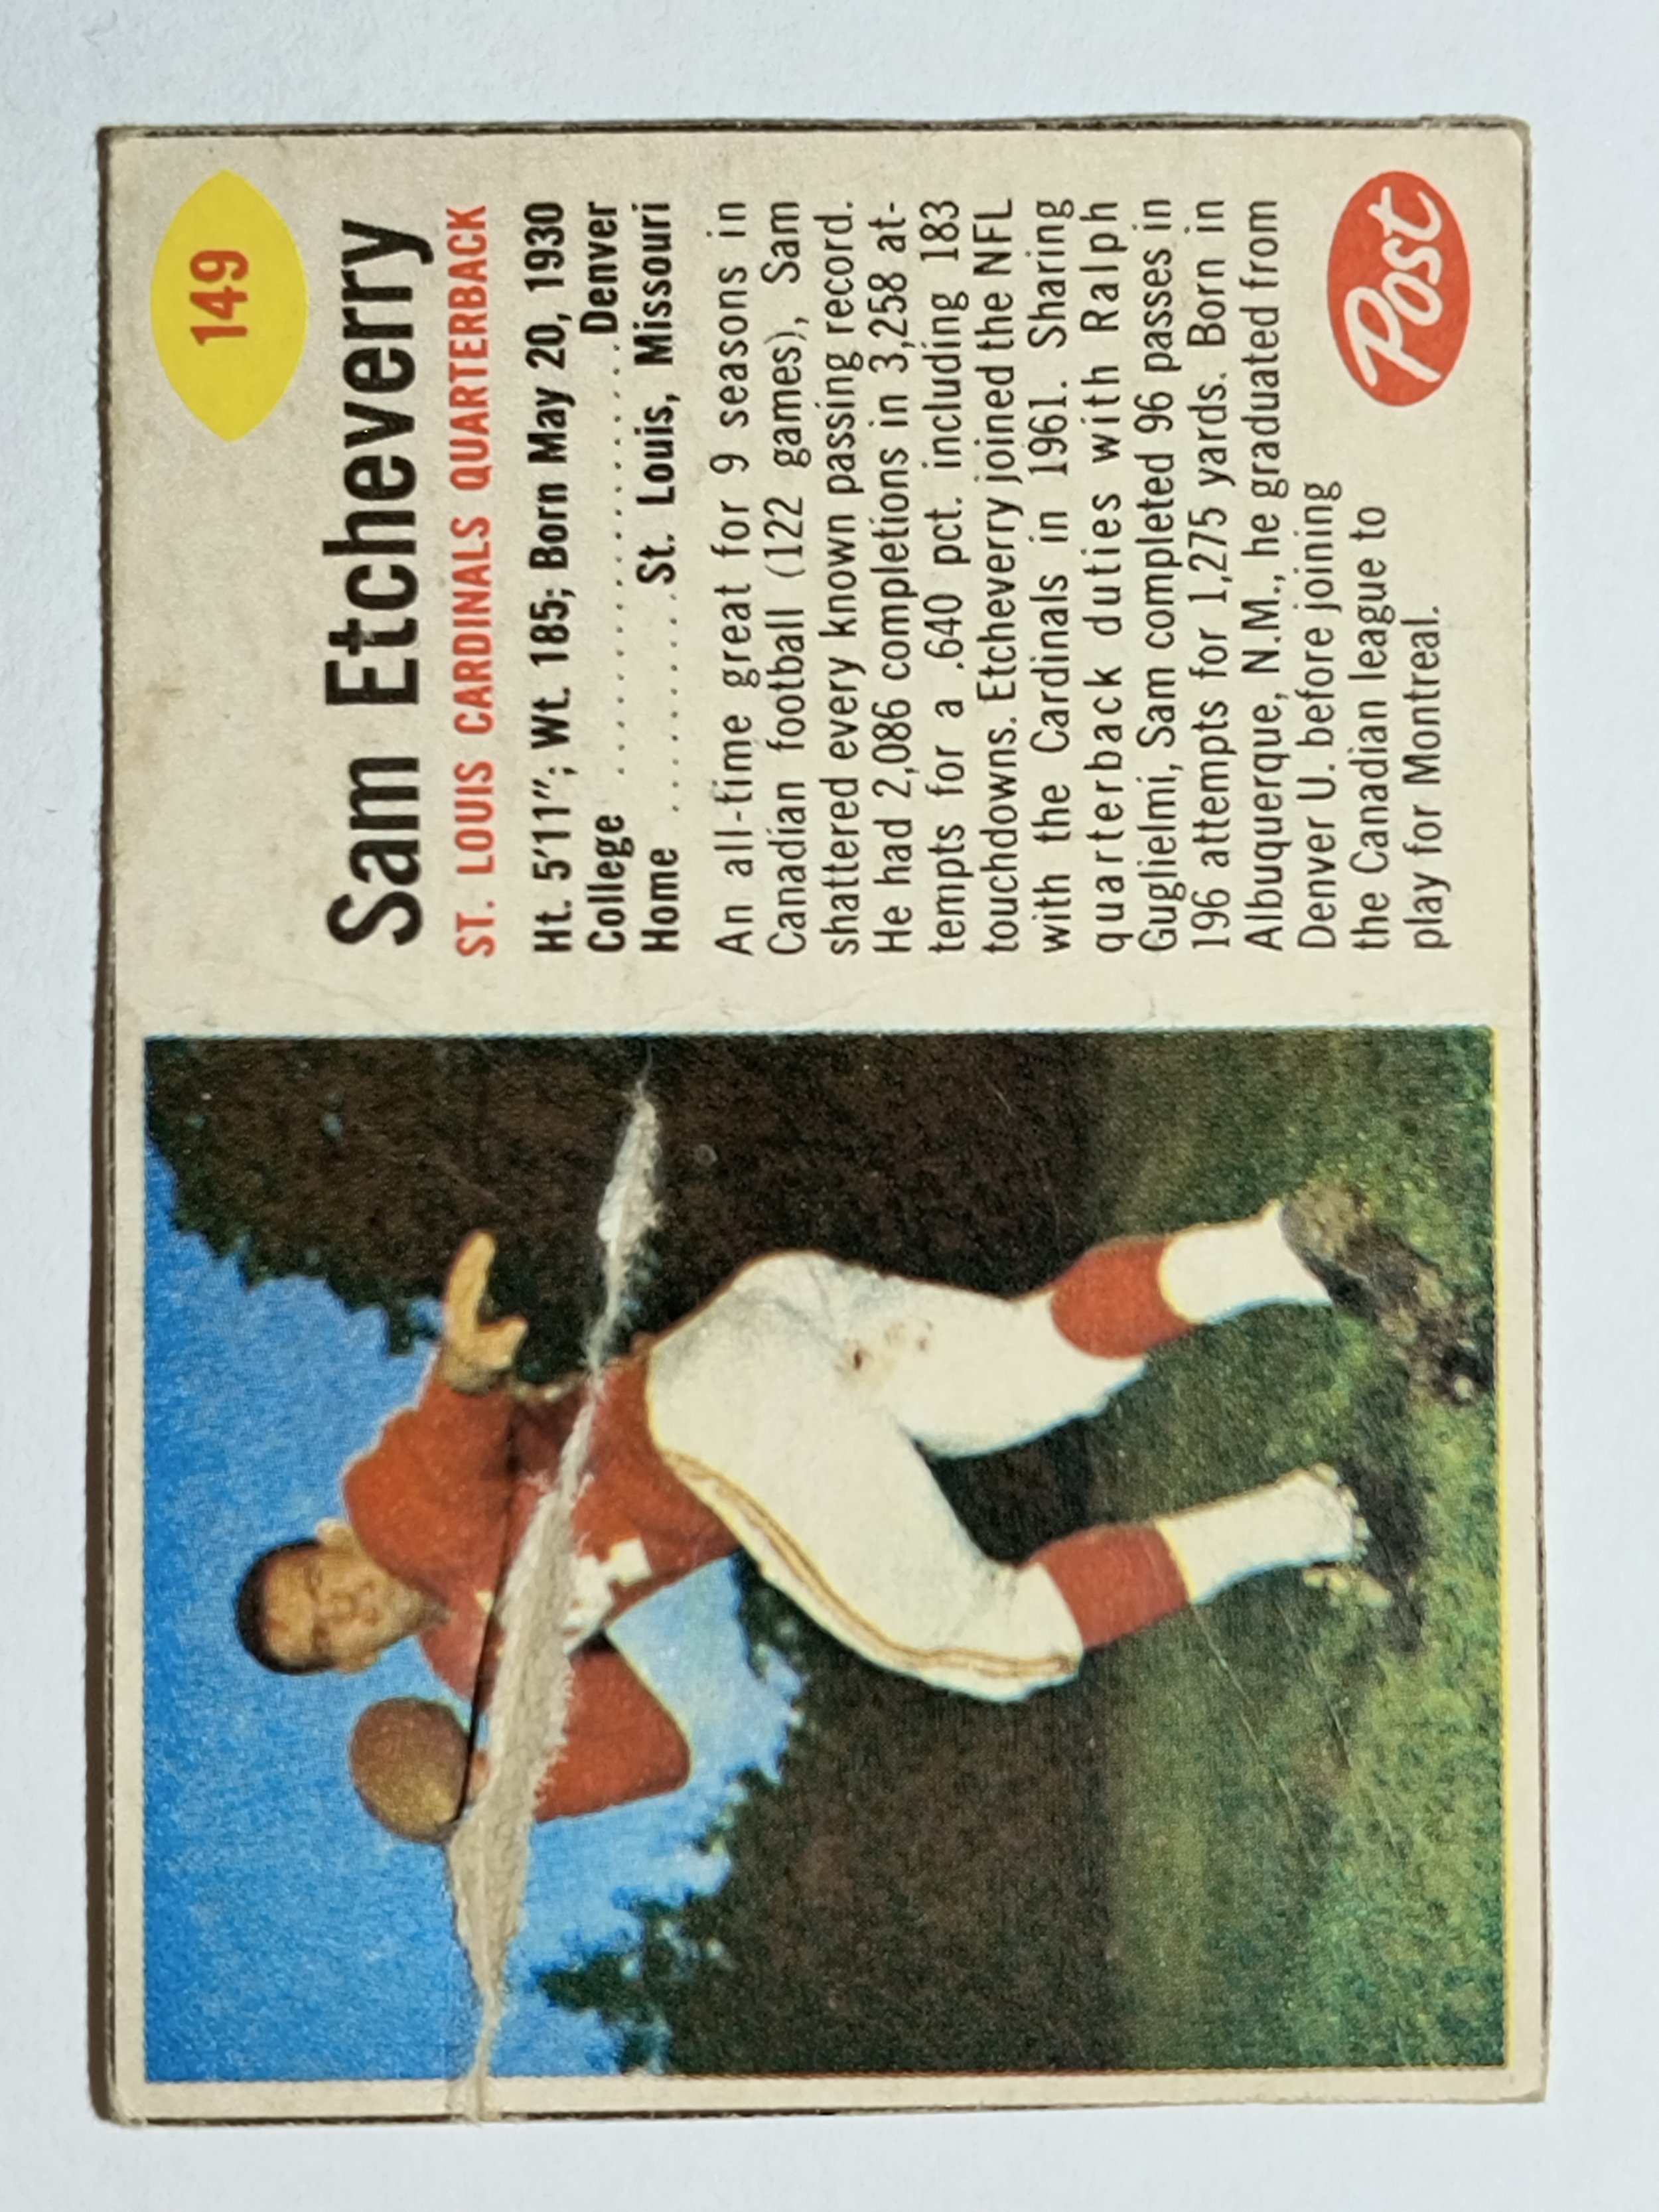 149
Sam Etcheverry
ST. LOUIS CARDINALS QUARTERBACK
Ht. 5'11"; Wt. 185; Born May 20, 1930
College ..................... Denver
Home .......... St. Louis, Missouri
An all-time great for 9 seasons in
Canadian football (122 games), Sam
shattered every known passing record.
He had 2,086 completions in 3,258 at-
tempts for a .640 pct. including 183
touchdowns. Etcheverry joined the NFL
with the Cardinals in 1961. Sharing
quarterback duties with Ralph
Guglielmi, Sam completed 96 passes in
196 attempts for 1,275 yards. Born in
Albuquerque, N.M., he graduated from
Denver U. before joining
the Canadian league to
play for Montreal.
Post